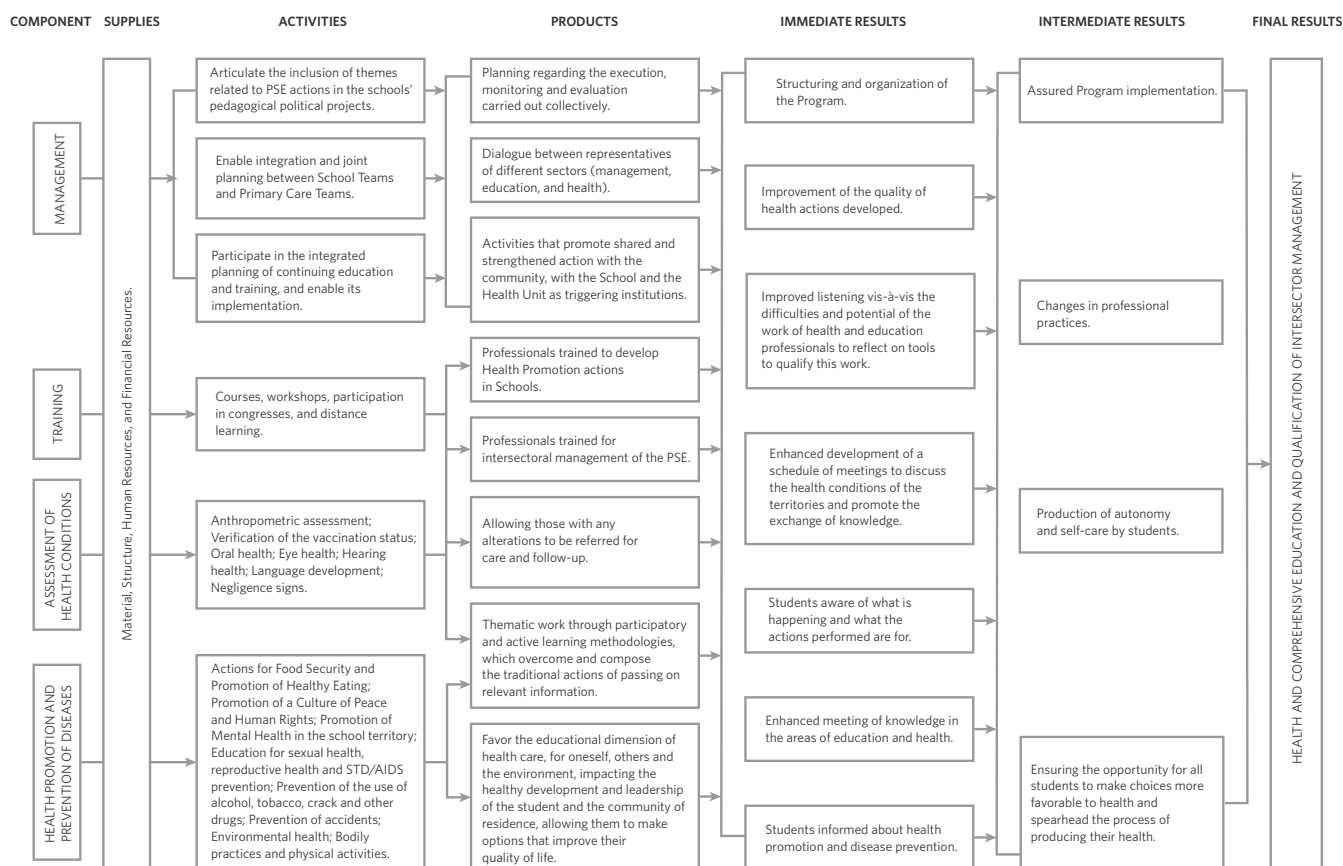 COMPONENT SUPPLIES ACTIVITIES PRODUCTS IMMEDIATE RESULTS INTERMEDIATE RESULTS FINAL RESULTS
MANAGEMENT
TRAINING
ASSESSMENT OF
HEALTH CONDITIONS
HEALTH PROMOTION AND
PREVENTION OF DISEASES
Material, Structure, Human Resources, and Financial Resources.
Articulate the inclusion of themes
related to PSE actions in the schools'
pedagogical political projects.
Enable integration and joint
planning between School Teams
and Primary Care Teams.
Participate in the integrated
planning of continuing education
and training, and enable its
implementation.
Courses, workshops, participation
in congresses, and distance
learning.
Anthropometric assessment;
Verification of the vaccination status;
Oral health; Eye health; Hearing
health; Language development;
Negligence signs.
Actions for Food Security and
Promotion of Healthy Eating;
Promotion of a Culture of Peace
and Human Rights; Promotion of
Mental Health in the school territory;
Education for sexual health,
reproductive health and STD/AIDS
prevention; Prevention of the use of
alcohol, tobacco, crack and other
drugs; Prevention of accidents;
Environmental health; Bodily
practices and physical activities.
Planning regarding the execution,
monitoring and evaluation
carried out collectively.
Dialogue between representatives
of different sectors (management,
education, and health).
Activities that promote shared and
strengthened action with the
community, with the School and the
Health Unit as triggering institutions.
Professionals trained to develop
Health Promotion actions
in Schools.
Professionals trained for
intersectoral management of the PSE.
Allowing those with any
alterations to be referred for
care and follow-up.
Thematic work through participatory
and active learning methodologies,
which overcome and compose
the traditional actions of passing on
relevant information.
Favor the educational dimension of
health care, for oneself, others and
the environment, impacting the
healthy development and leadership
of the student and the community of
residence, allowing them to make
options that improve their
quality of life.
Structuring and organization of
the Program.
Improvement of the quality of
health actions developed.
Improved listening vis-à-vis the
difficulties and potential of the
work of health and education
professionals to reflect on tools
to qualify this work.
Enhanced development of a
schedule of meetings to discuss
the health conditions of the
territories and promote the
exchange of knowledge.
Students aware of what is
happening and what the
actions performed are for.
Enhanced meeting of knowledge in
the areas of education and health.
Students informed about health
promotion and disease prevention.
Assured Program implementation.
Changes in professional
practices.
Production of autonomy
and self-care by students.
Ensuring the opportunity for all
students to make choices more
favorable to health and
spearhead the process of
producing their health.
HEALTH AND COMPREHENSIVE EDUCATION AND QUALIFICATION OF INTERSECTOR MANAGEMENT